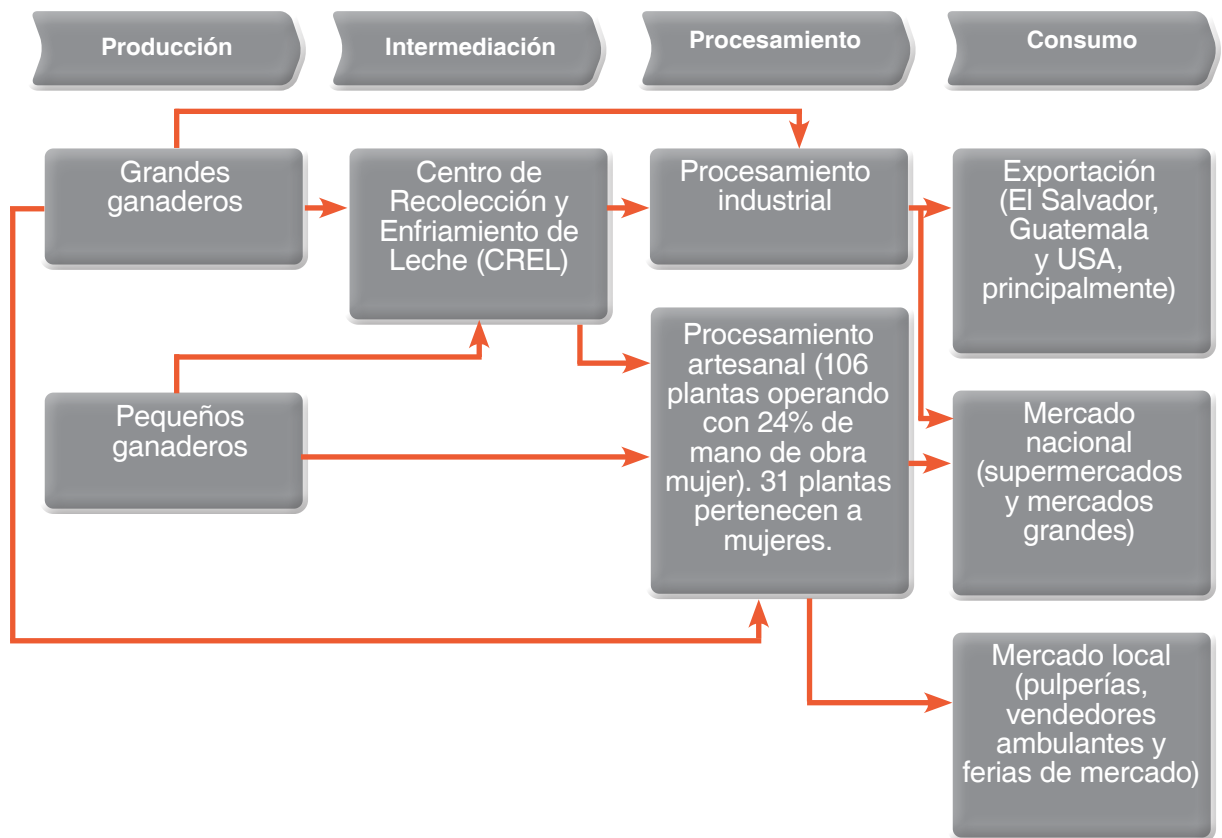 Producción
Intermediación
Procesamiento
Consumo
Grandes
ganaderos
Centro de
Recolección y
Enfriamiento de
Leche (CREL)
Procesamiento
industrial
Exportación
(El Salvador,
Guatemala
y USA,
principalmente)
Pequeños
ganaderos
Procesamiento
artesanal (106
plantas operando
con 24% de
mano de obra
mujer). 31 plantas
pertenecen a
mujeres.
Mercado
nacional
(supermercados
y mercados
grandes)
Mercado local
(pulperías,
vendedores
ambulantes y
ferias de mercado)